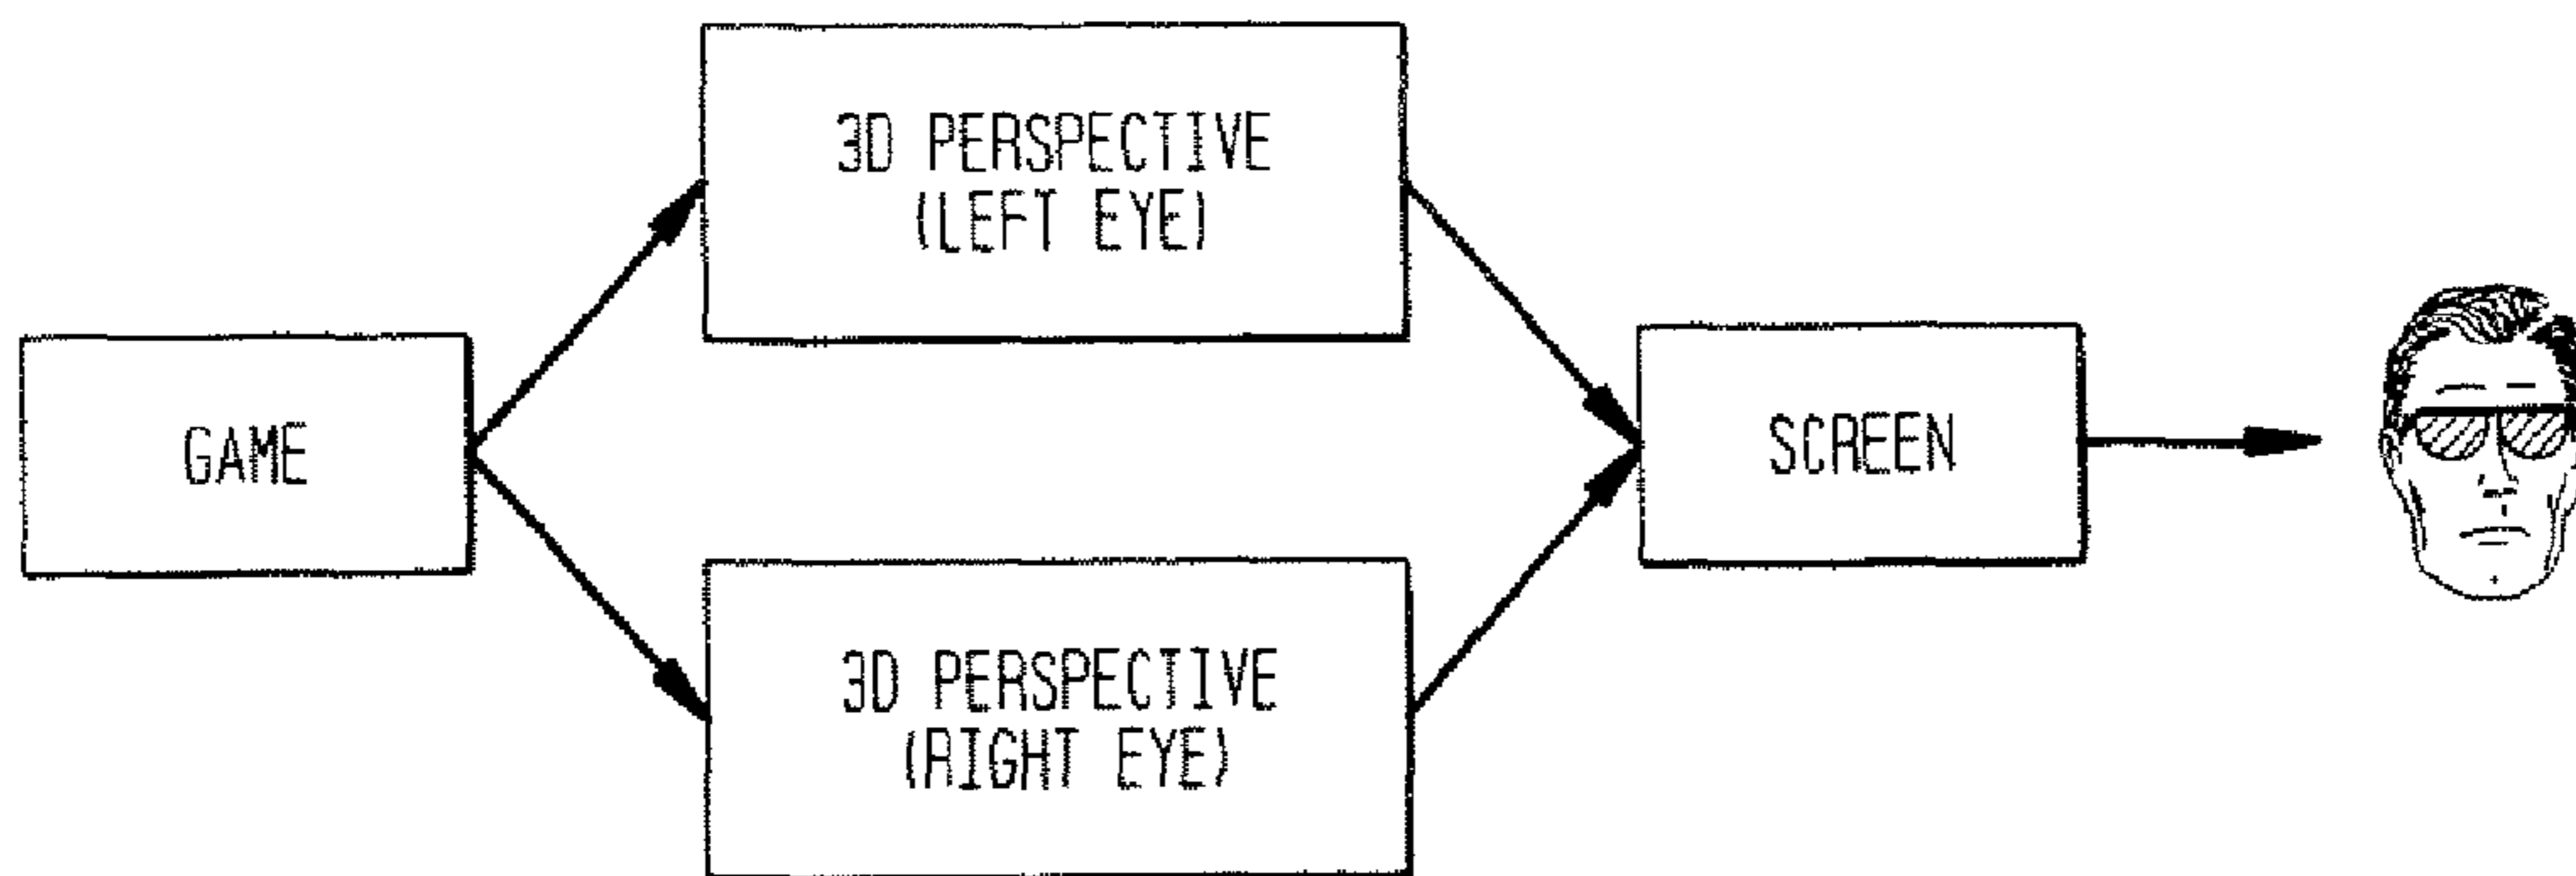 GAME
3D PERSPECTIVE
(LEFT EYE)
3D PERSPECTIVE
(RIGHT EYE)
SCREEN